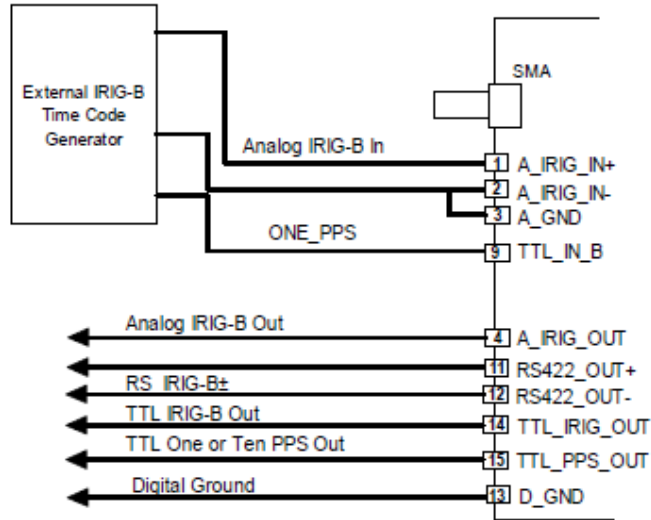 External IRIG-B
Time Code
Generator
SMA
Analog IRIG-B In
1 A_IRIG_IN+
2 A_IRIG_IN-
3 A_GND
ONE_PPS
9 TTL_IN_B
Analog IRIG-B Out
4 A_IRIG_OUT
11 RS422_OUT+
RS IRIG-B±
12 RS422_OUT-
TTL IRIG-B Out
14 TTL_IRIG_OUT
TTL One or Ten PPS Out
15 TTL_PPS_OUT
Digital Ground
13 D_GND